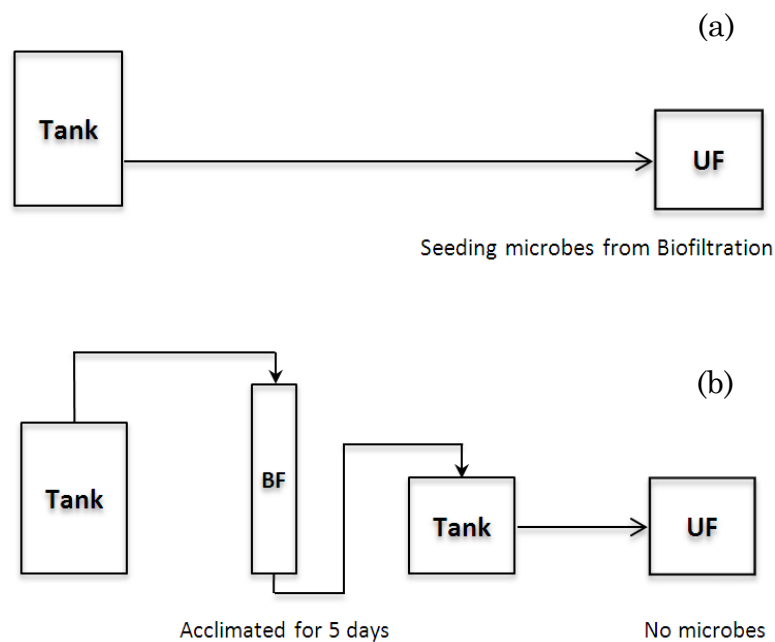 (a)
Tank
UF
Seeding microbes from Biofiltration
(b)
Tank
BF
Tank
UF
Acclimated for 5 days
No microbes